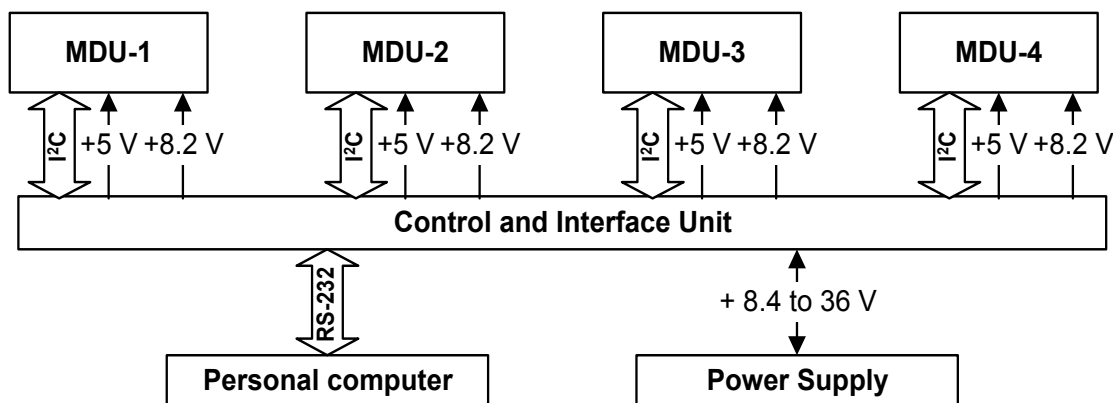 MDU-1 MDU-2 MDU-3 MDU-4
I²C +5 V +8.2 V I²C +5 V +8.2 V I²C +5 V +8.2 V I²C +5 V +8.2 V
Control and Interface Unit
RS-232 + 8.4 to 36 V
Personal computer Power Supply